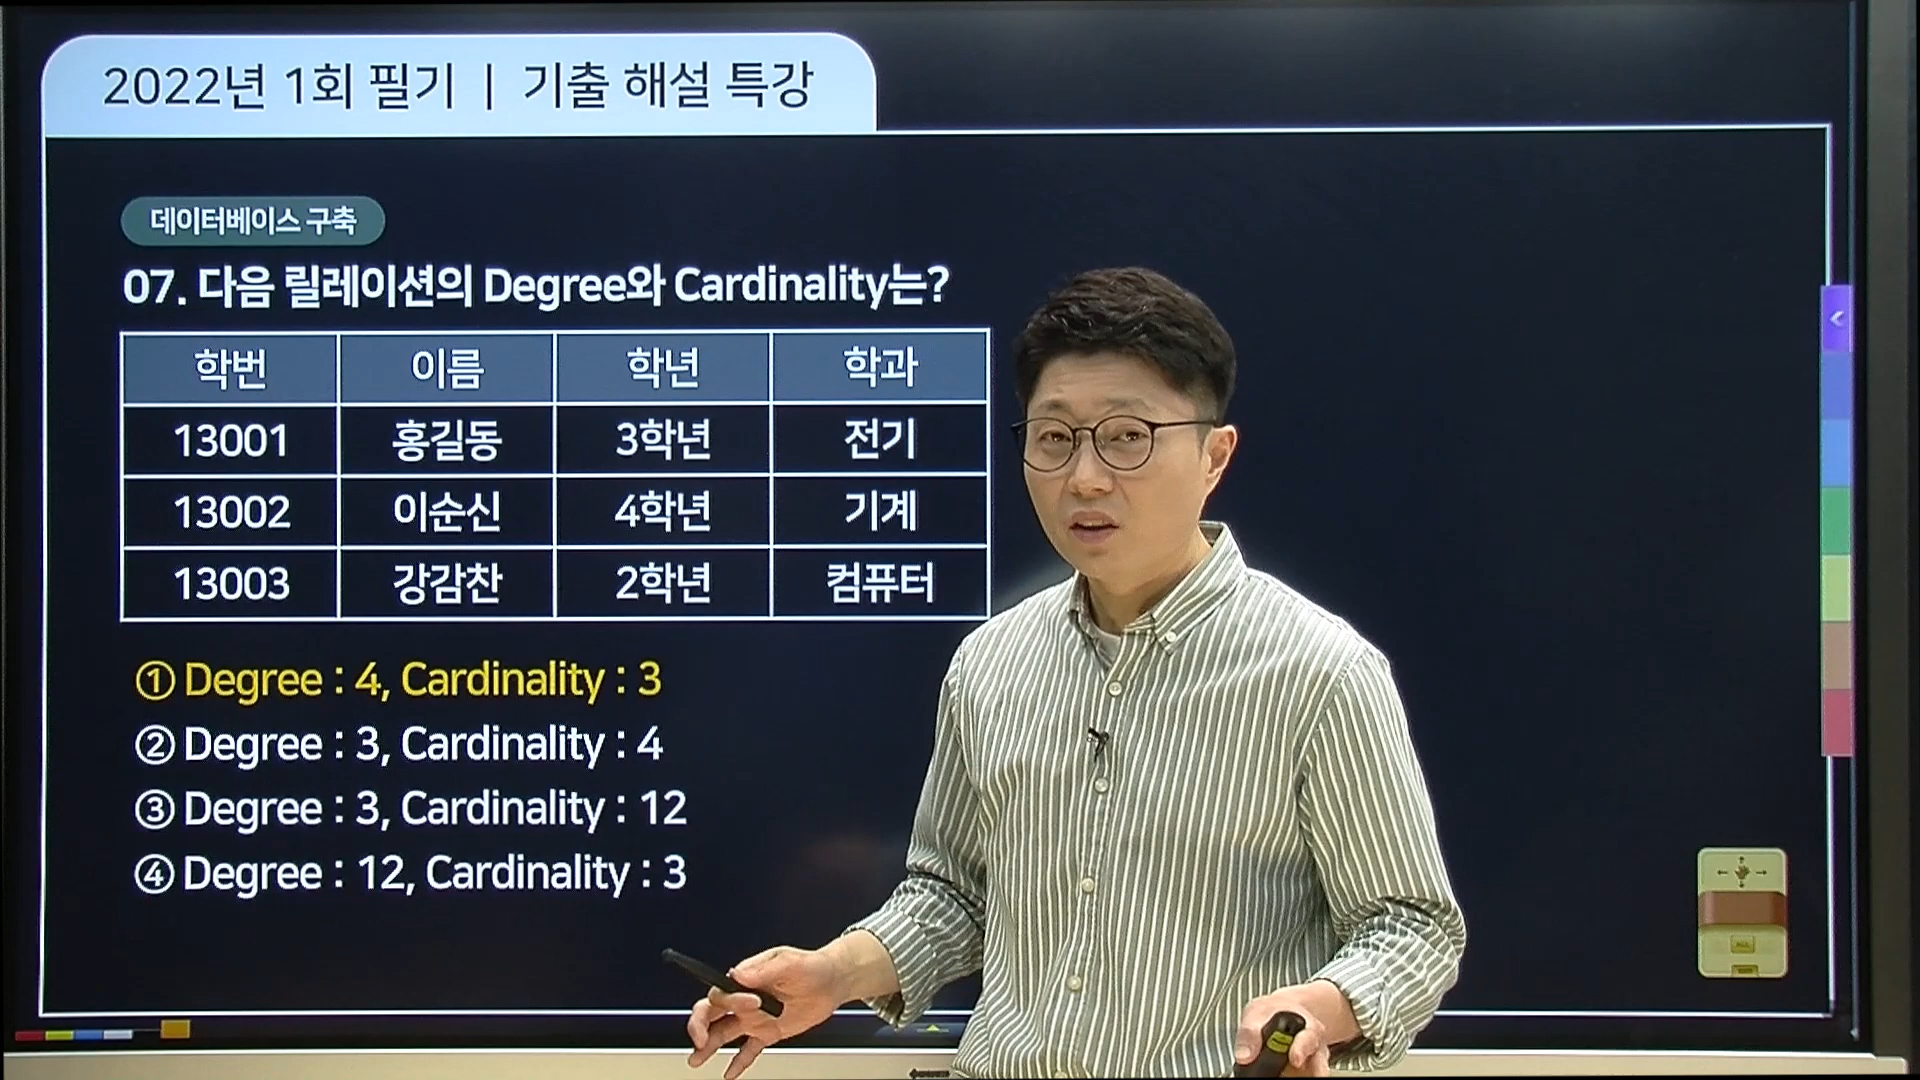 2022년 1회 필기 | 기출 해설 특강
데이터베이스 구축
07. 다음 릴레이션의 Degree와 Cardinality는?
학번 이름 학년 학과
13001 홍길동 3학년 전기
13002 이순신 4학년 기계
13003 강감찬 2학년 컴퓨터
① Degree : 4, Cardinality : 3
② Degree : 3, Cardinality : 4
③ Degree : 3, Cardinality : 12
④ Degree : 12, Cardinality : 3